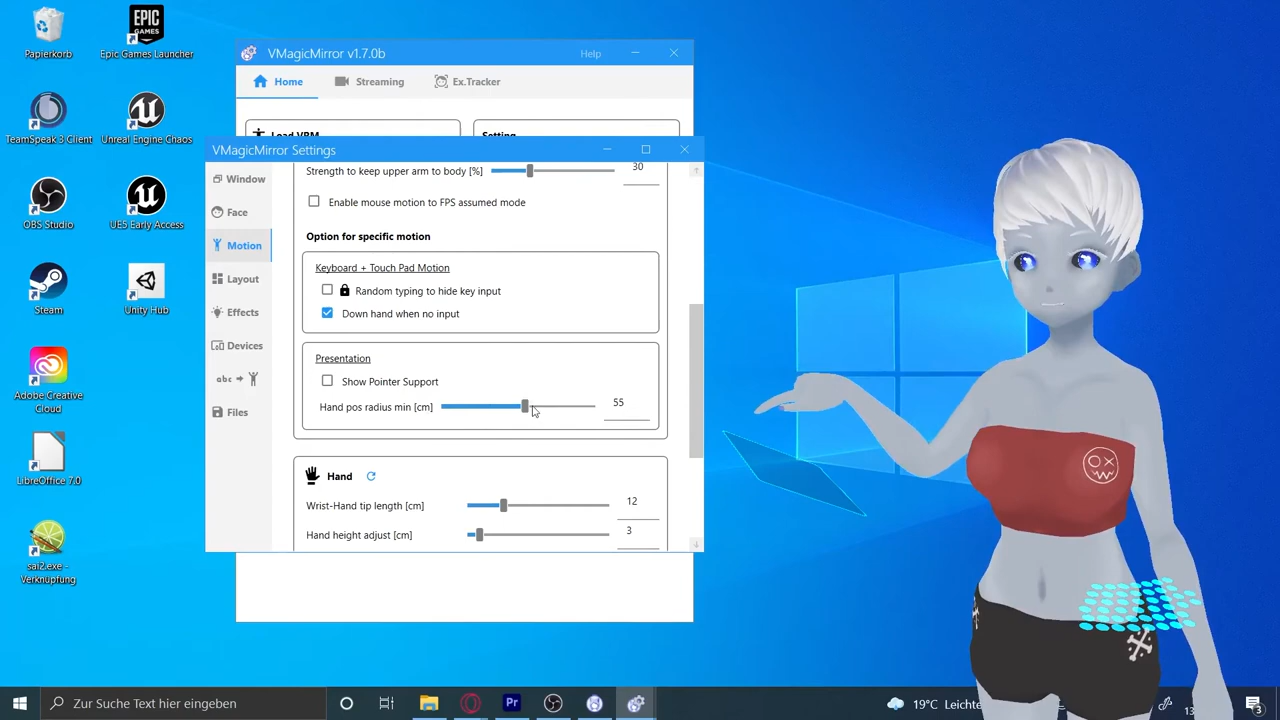 Papierkorb
EPIC
GAMES
Epic Games Launcher
TeamSpeak 3 Client
Unreal Engine Chaos
OBS Studio
UE5 Early Access
Steam
Unity Hub
Adobe Creative
Cloud
LibreOffice 7.0
sai2.exe -
Verknüpfung
VMagicMirror v1.7.0b
Help
Home
Streaming
Ex.Tracker
Load VRM
Setting
VMagicMirror Settings
Window
Face
Motion
Layout
Effects
Devices
abc
Files
Strength to keep upper arm to body [%]
30
Enable mouse motion to FPS assumed mode
Option for specific motion
Keyboard + Touch Pad Motion
Random typing to hide key input
Down hand when no input
Presentation
Show Pointer Support
Hand pos radius min [cm]
55
Hand
Wrist-Hand tip length [cm]
12
Hand height adjust [cm]
3
Zur Suche Text hier eingeben
Pr
19°C
3